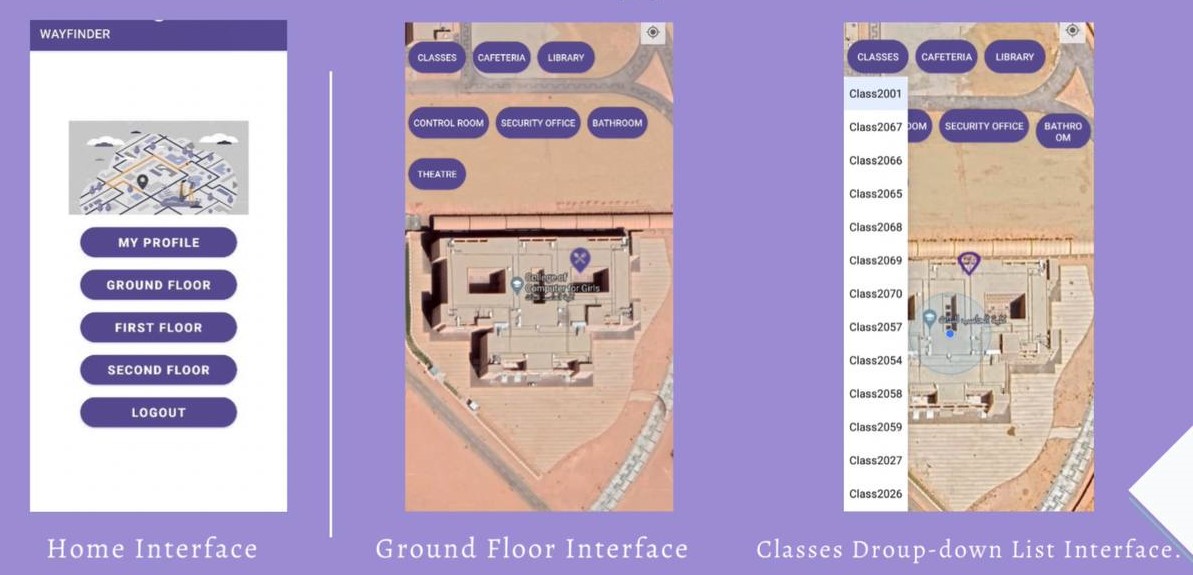 WAYFINDER
MY PROFILE
GROUND FLOOR
FIRST FLOOR
SECOND FLOOR
LOGOUT
Home Interface
CLASSES CAFETERIA LIBRARY
CONTROL ROOM SECURITY OFFICE BATHROOM
THEATRE
College of
Computer for Girls
Ground Floor Interface
CLASSES CAFETERIA LIBRARY
OOM SECURITY OFFICE BATHRO
OM
Class2001
Class2067
Class2066
Class2065
Class2068
Class2069
Class2070
Class2057
Class2054
Class2058
Class2059
Class2027
Class2026
Classes Droup-down List Interface.